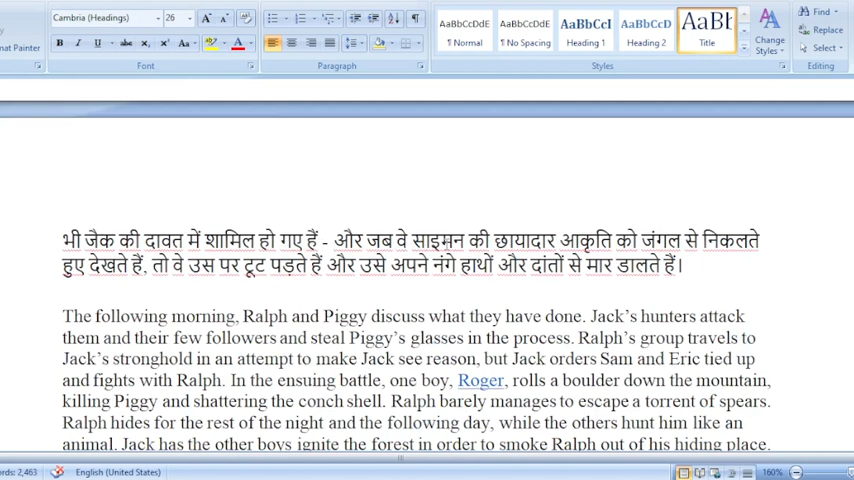 Cambria (Headings) 26
AaBbCcDdE AaBbCcDdE AaBbCcI AaBbCcD AaBb
¶ Normal ¶ No Spacing Heading 1 Heading 2 Title
Change
Styles
Find
Replace
Select
mat Painter
Font Paragraph Styles Editing
भी जैक की दावत में शामिल हो गए हैं - और जब वे साइमन की छायादार आकृति को जंगल से निकलते
हुए देखते हैं, तो वे उस पर टूट पड़ते हैं और उसे अपने नंगे हाथों और दांतों से मार डालते हैं।
The following morning, Ralph and Piggy discuss what they have done. Jack’s hunters attack
them and their few followers and steal Piggy’s glasses in the process. Ralph’s group travels to
Jack’s stronghold in an attempt to make Jack see reason, but Jack orders Sam and Eric tied up
and fights with Ralph. In the ensuing battle, one boy, Roger, rolls a boulder down the mountain,
killing Piggy and shattering the conch shell. Ralph barely manages to escape a torrent of spears.
Ralph hides for the rest of the night and the following day, while the others hunt him like an
animal. Jack has the other boys ignite the forest in order to smoke Ralph out of his hiding place.
ords: 2,463 English (United States) 160%